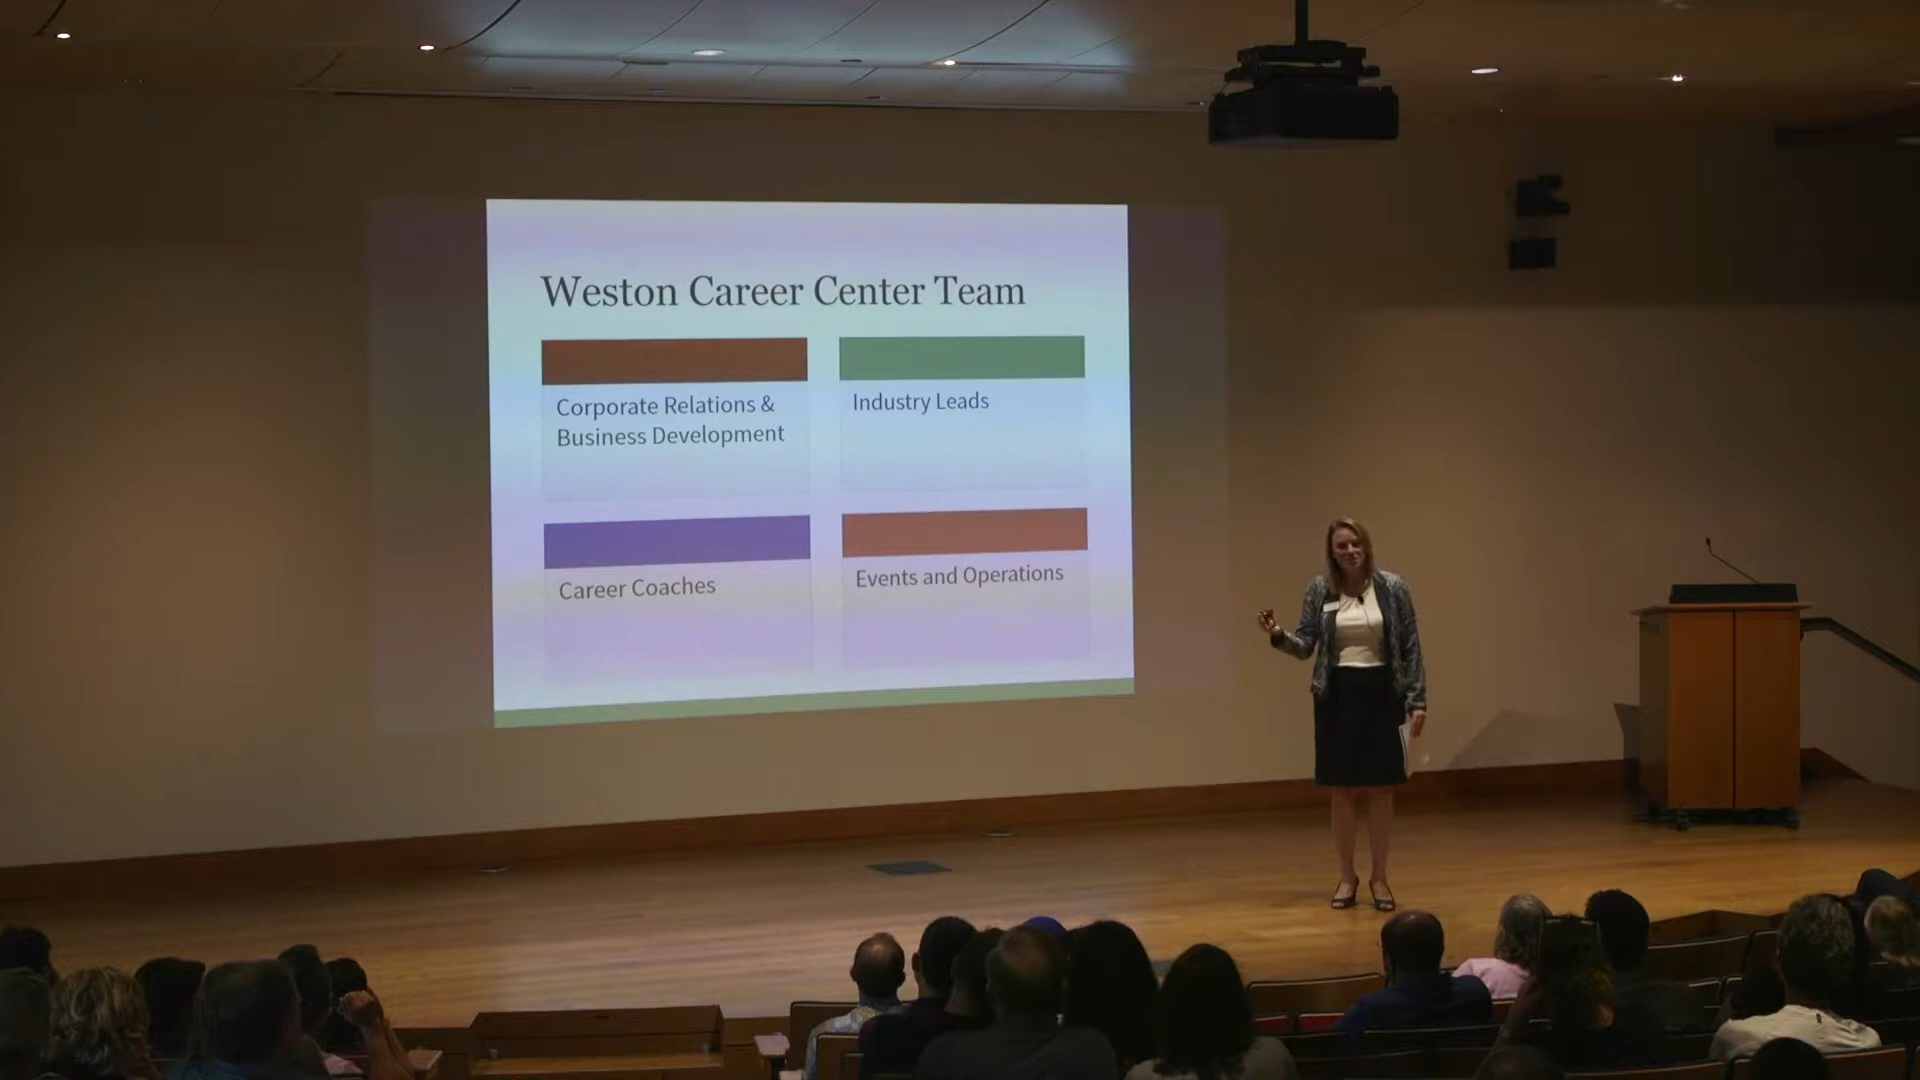 Weston Career Center Team
Corporate Relations &
Business Development
Industry Leads
Career Coaches
Events and Operations